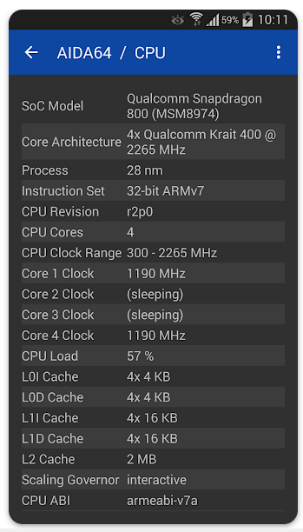 59% 10:11
AIDA64 / CPU
SoC Model Qualcomm Snapdragon
800 (MSM8974)
Core Architecture 4x Qualcomm Krait 400 @
2265 MHz
Process 28 nm
Instruction Set 32-bit ARMv7
CPU Revision r2p0
CPU Cores 4
CPU Clock Range 300 - 2265 MHz
Core 1 Clock 1190 MHz
Core 2 Clock (sleeping)
Core 3 Clock (sleeping)
Core 4 Clock 1190 MHz
CPU Load 57 %
L0I Cache 4x 4 KB
L0D Cache 4x 4 KB
L1I Cache 4x 16 KB
L1D Cache 4x 16 KB
L2 Cache 2 MB
Scaling Governor interactive
CPU ABI armeabi-v7a